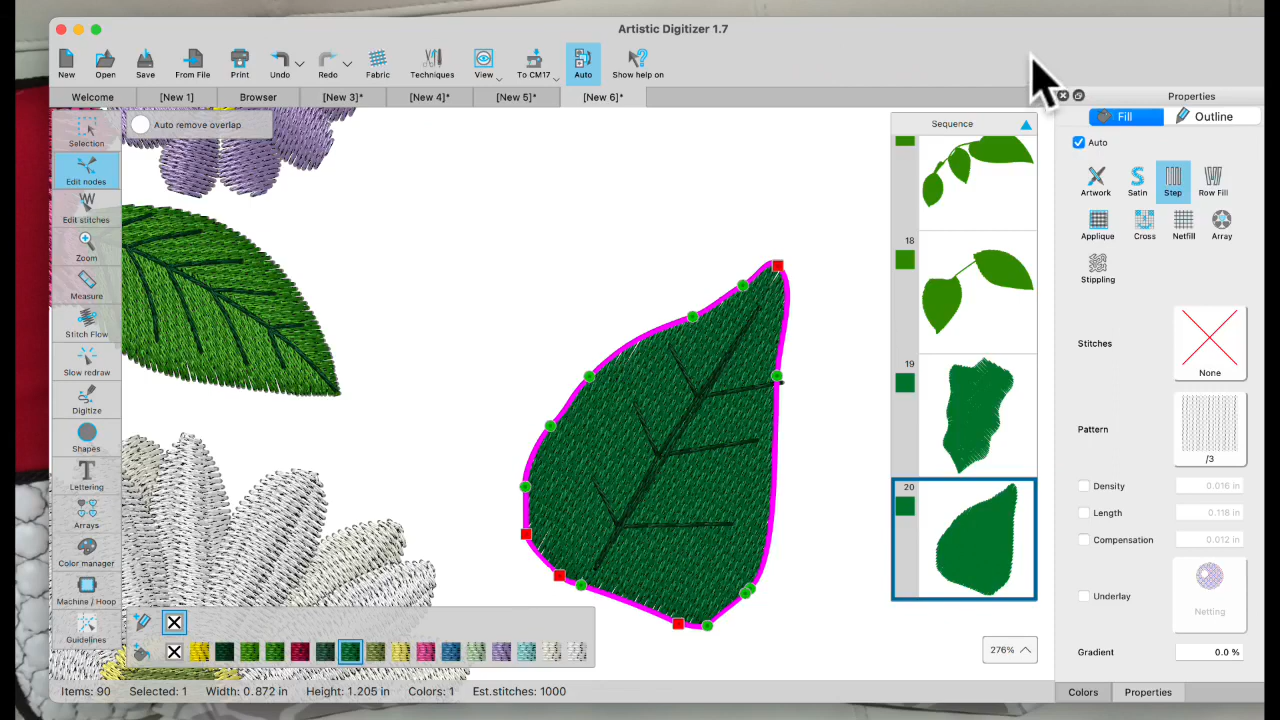 Artistic Digitizer 1.7
New Open Save From File Print Undo Redo Fabric Techniques View To CM17 Auto Show help on
Welcome [New 1] Browser [New 3]* [New 4]* [New 5]* [New 6]*
Properties
Fill Outline
Auto
Artwork Satin Step Row Fill
Applique Cross Netfill Array
Stippling
Stitches None
Pattern /3
Density 0.016 in
Length 0.118 in
Compensation 0.012 in
Underlay Netting
Gradient 0.0 %
Colors Properties
Selection
Edit nodes
Edit stitches
Zoom
Measure
Stitch Flow
Slow redraw
Digitize
Shapes
Lettering
Arrays
Color manager
Machine / Hoop
Guidelines
Auto remove overlap
Sequence
18
19
20
276%
Items: 90 Selected: 1 Width: 0.872 in Height: 1.205 in Colors: 1 Est.stitches: 1000